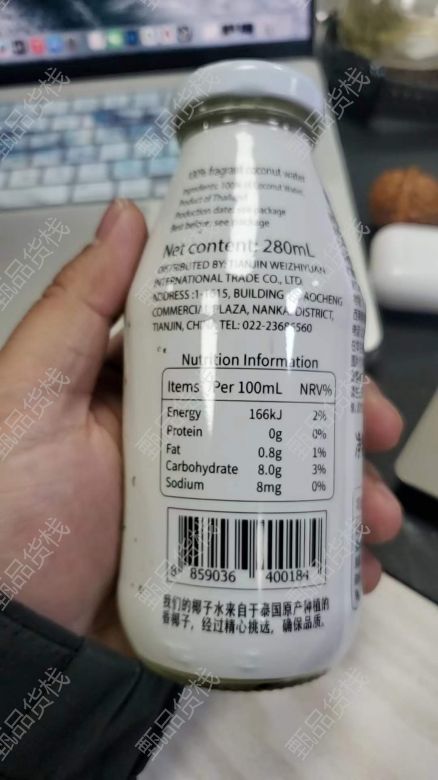 100% fragrant coconut water
Ingredients: 100% of Coconut Water,
Product of Thailand
Production date: see package
Best before: see package
Net content: 280mL
DISTRIBUTED BY: TIANJIN WEIZHIYUAN
INTERNATIONAL TRADE CO., LTD.
ADDRESS :1-1615, BUILDING AOCHENG
COMMERCIAL PLAZA, NANKAI DISTRICT,
TIANJIN, CHINA, TEL: 022-23686560
Nutrition Information
Items Per 100mL NRV%
Energy 166kJ 2%
Protein 0g 0%
Fat 0.8g 1%
Carbohydrate 8.0g 3%
Sodium 8mg 0%
8 859036 400184
我们的椰子水来自于泰国原产种植的
香椰子，经过精心挑选，确保品质。
甄品货栈